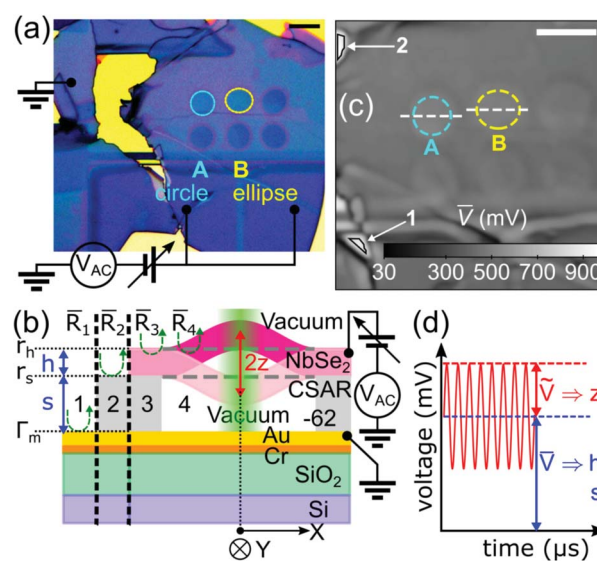 (a)
A
B
circle
ellipse
V_AC
(c)
2
A
B
V̅ (mV)
1
30 500 700 900
(b)
R̅₁ R̅₂ R̅₃ R̅₄
Vacuum
r_h
h
2z
NbSe₂
r_s
CSAR
s
1 2 3 4
Vacuum
-62
V_AC
Γ_m
Au
Cr
SiO₂
Si
X
Y
(d)
voltage (mV)
Ṽ ⇒ z
V̅ ⇒ h
s
time (μs)